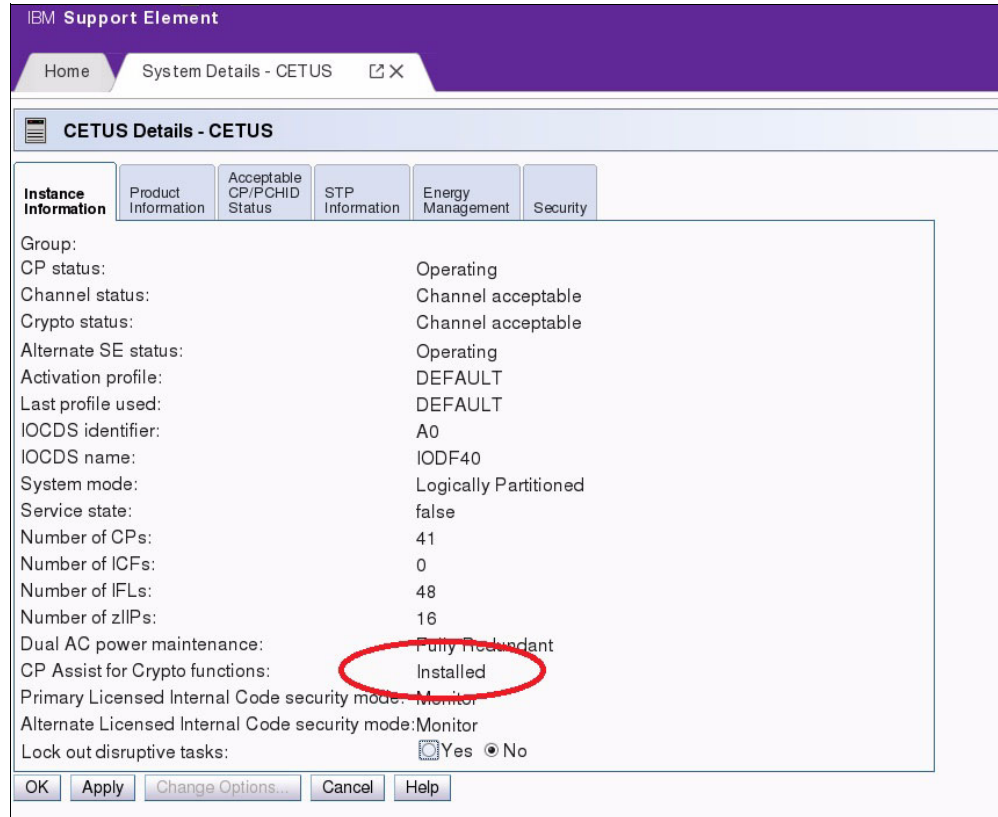 IBM Support Element
Home
System Details - CETUS
CETUS Details - CETUS
Instance Information
Product Information
Acceptable CP/PCHID Status
STP Information
Energy Management
Security
Group:
CP status: Operating
Channel status: Channel acceptable
Crypto status: Channel acceptable
Alternate SE status: Operating
Activation profile: DEFAULT
Last profile used: DEFAULT
IOCDS identifier: A0
IOCDS name: IODF40
System mode: Logically Partitioned
Service state: false
Number of CPs: 41
Number of ICFs: 0
Number of IFLs: 48
Number of zIIPs: 16
Dual AC power maintenance: Fully Redundant
CP Assist for Crypto functions: Installed
Primary Licensed Internal Code security mode: Monitor
Alternate Licensed Internal Code security mode: Monitor
Lock out disruptive tasks: Yes No
OK Apply Change Options... Cancel Help